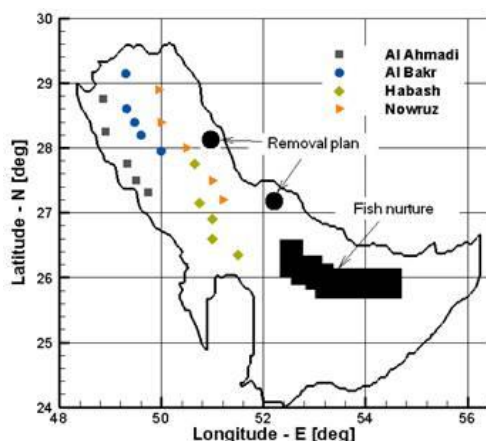 30
Al Ahmadi
Al Bakr
Habash
Nowruz
29
Removal plan
28
Latitude - N [deg]
27
Fish nurture
26
25
24
48 50 52 54 56
Longitude - E [deg]